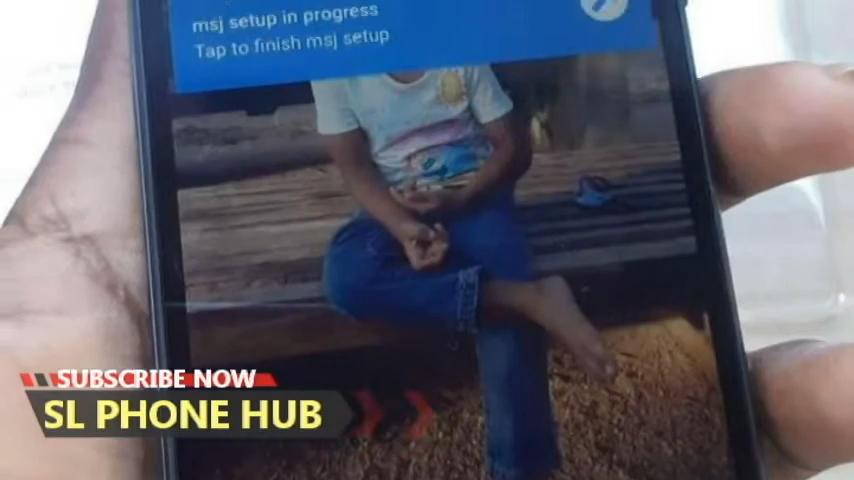 msj setup in progress
Tap to finish msj setup
SUBSCRIBE NOW
SL PHONE HUB